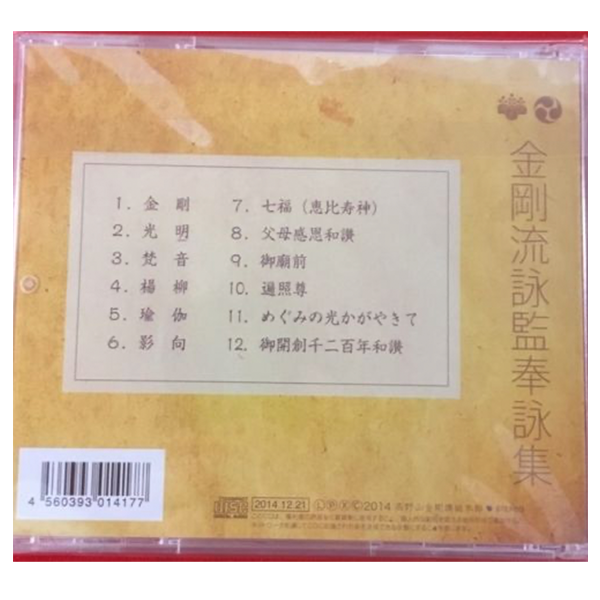 金剛流詠監奉詠集
1. 金剛
2. 光明
3. 梵音
4. 楊柳
5. 瑜伽
6. 影向
7. 七福（恵比寿神）
8. 父母感恩和讃
9. 御廟前
10. 遍照尊
11. めぐみの光かがやきて
12. 御開創千二百年和讃
4 560393 014177
2014.12.21
2014 高野山金剛講総本部